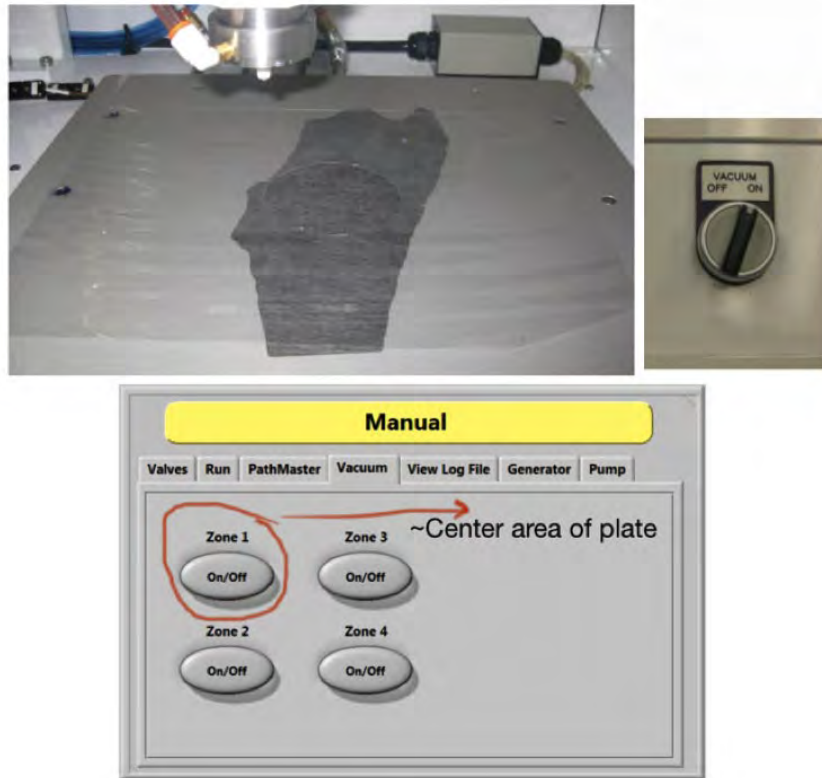 VACUUM
OFF ON
Manual
Valves Run PathMaster Vacuum View Log File Generator Pump
~Center area of plate
Zone 1 Zone 3
On/Off On/Off
Zone 2 Zone 4
On/Off On/Off